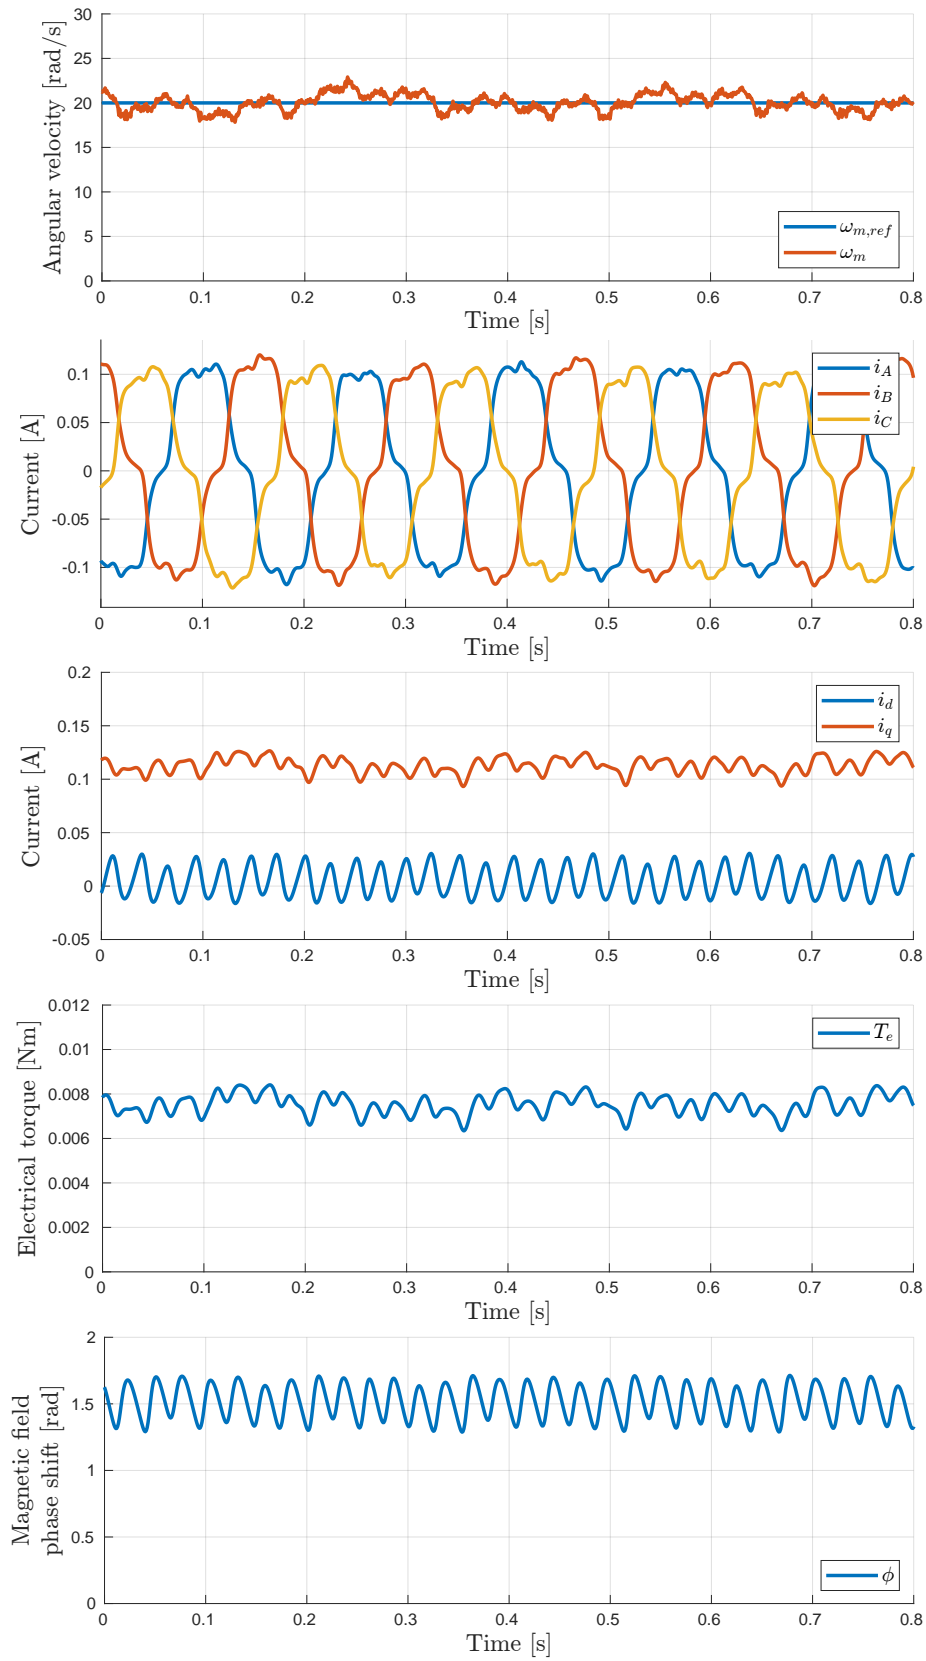 Angular velocity [rad/s]
30
25
20
15
10
5
0
ω_{m,ref}
ω_m
0 0.1 0.2 0.3 0.4 0.5 0.6 0.7 0.8
Time [s]
Current [A]
0.1
0.05
0
-0.05
-0.1
i_A
i_B
i_C
0 0.1 0.2 0.3 0.4 0.5 0.6 0.7 0.8
Time [s]
Current [A]
0.2
0.15
0.1
0.05
0
-0.05
i_d
i_q
0 0.1 0.2 0.3 0.4 0.5 0.6 0.7 0.8
Time [s]
Electrical torque [Nm]
0.012
0.01
0.008
0.006
0.004
0.002
0
T_e
0 0.1 0.2 0.3 0.4 0.5 0.6 0.7 0.8
Time [s]
Magnetic field
phase shift [rad]
2
1.5
1
0.5
0
ϕ
0 0.1 0.2 0.3 0.4 0.5 0.6 0.7 0.8
Time [s]